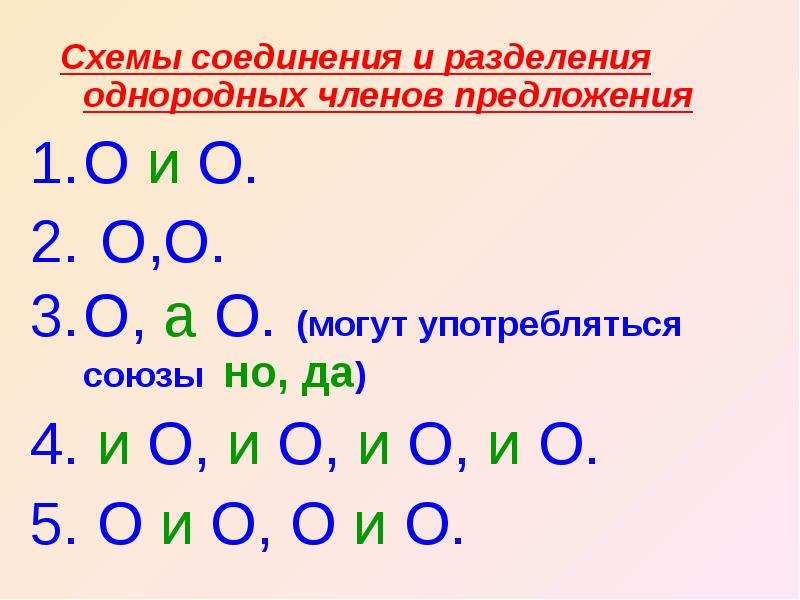 Схемы соединения и разделения
однородных членов предложения
1. О и О.
2. О,О.
3. О, а О. (могут употребляться
союзы но, да)
4. и О, и О, и О, и О.
5. О и О, О и О.